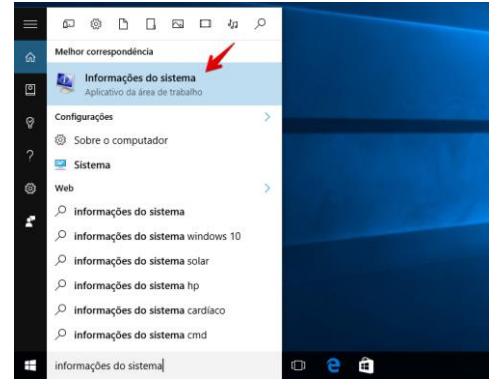 Melhor correspondência
Informações do sistema
Aplicativo da área de trabalho
Configurações
Sobre o computador
Sistema
Web
informações do sistema
informações do sistema windows 10
informações do sistema solar
informações do sistema hp
informações do sistema cardíaco
informações do sistema cmd
informações do sistema